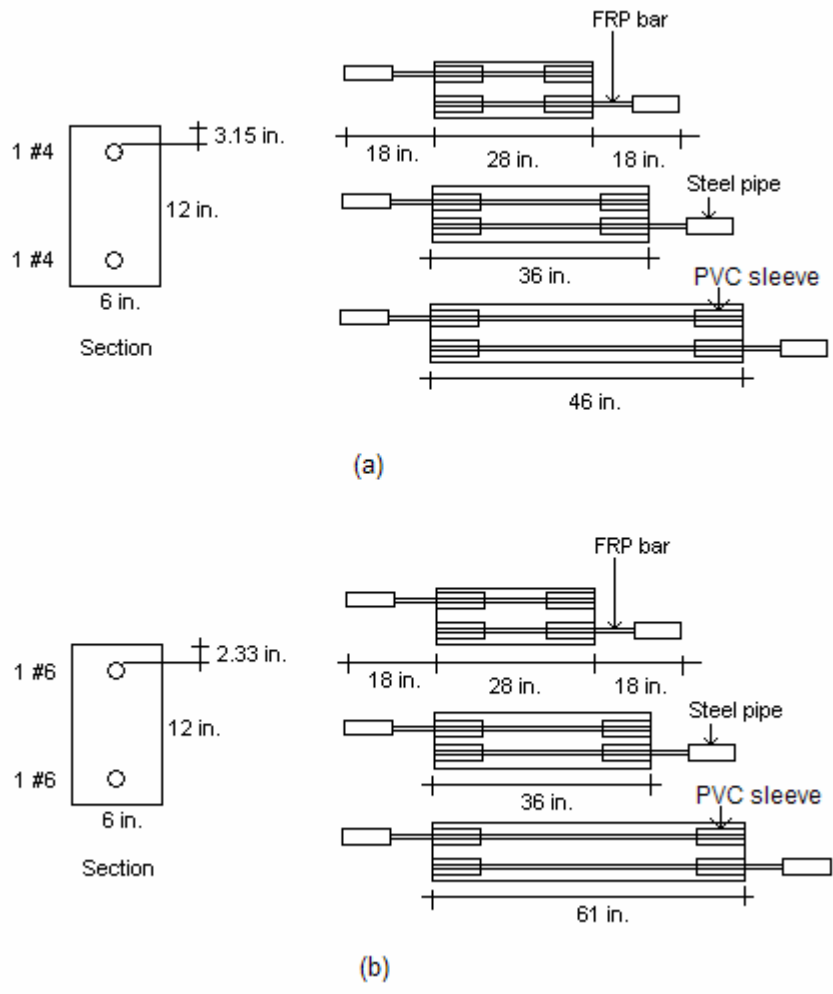 FRP bar
1 #4
3.15 in.
18 in.
28 in.
18 in.
12 in.
Steel pipe
1 #4
6 in.
36 in.
PVC sleeve
Section
46 in.
(a)
FRP bar
1 #6
2.33 in.
18 in.
28 in.
18 in.
12 in.
Steel pipe
1 #6
6 in.
36 in.
PVC sleeve
Section
61 in.
(b)